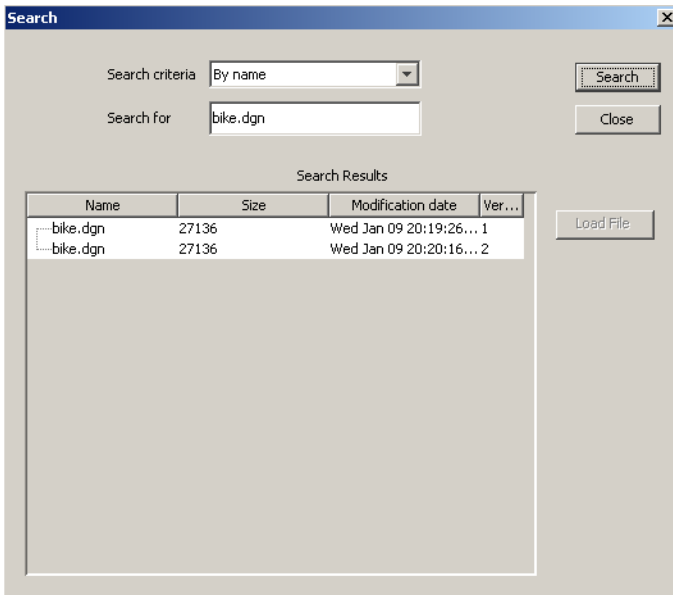 Search
Search criteria By name Search
Search for bike.dgn Close
Search Results
Name Size Modification date Ver...
bike.dgn 27136 Wed Jan 09 20:19:26... 1
bike.dgn 27136 Wed Jan 09 20:20:16... 2
Load File